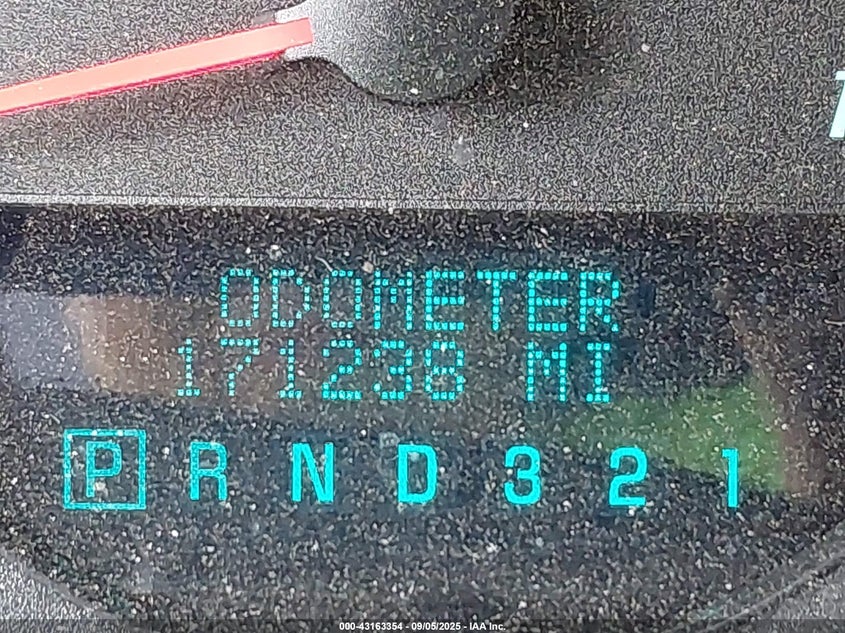 ODOMETER
171238 MI
P R N D 3 2 1
000-43163354 - 09/05/2025 - IAA Inc.